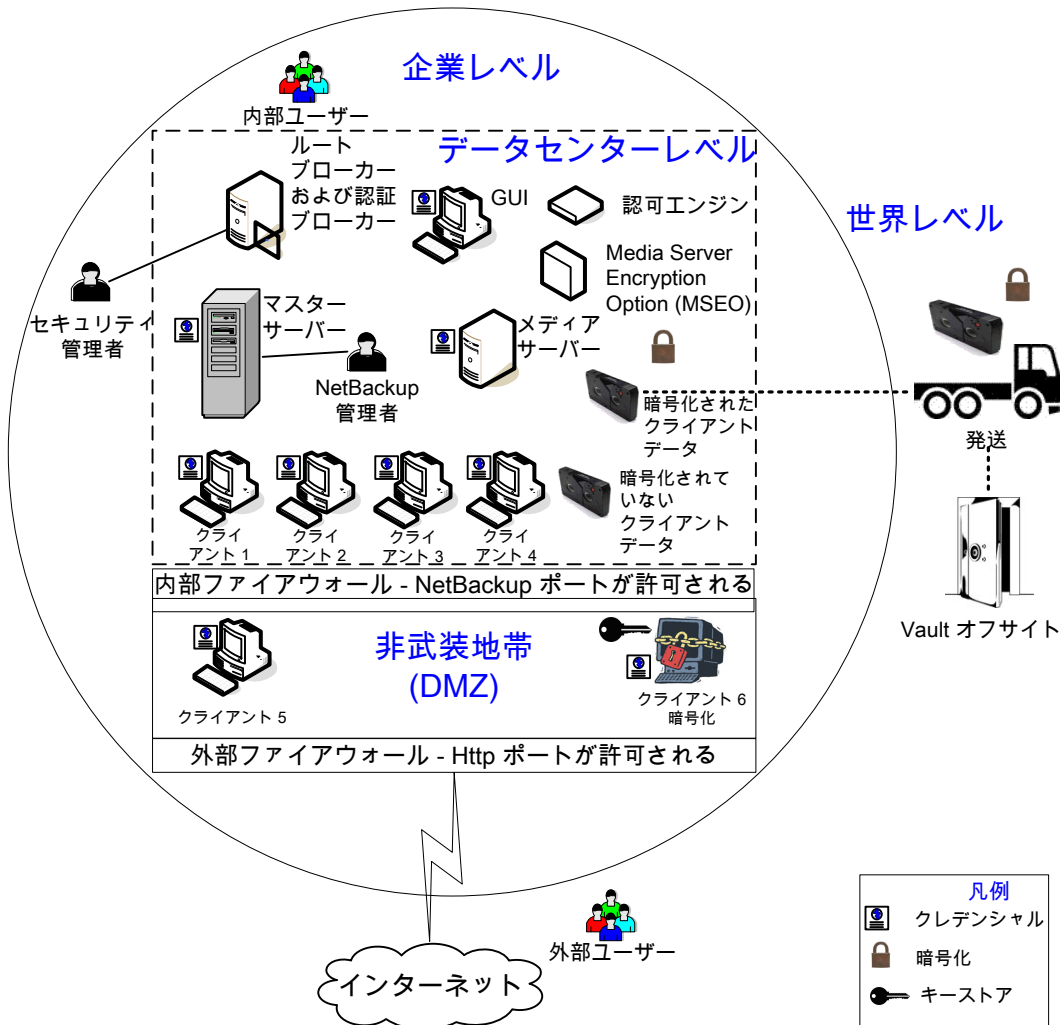 企業レベル
内部ユーザー
データセンターレベル
ルート
ブローカー
および認証
ブローカー
GUI
認可エンジン
世界レベル
Media Server
Encryption
Option (MSEO)
セキュリティ
管理者
マスター
サーバー
メディア
サーバー
NetBackup
管理者
暗号化された
クライアント
データ
発送
暗号化されて
いない
クライアント
データ
クライ
アント 1
クライ
アント 2
クライ
アント 3
クライ
アント 4
内部ファイアウォール - NetBackup ポートが許可される
Vault オフサイト
非武装地帯
(DMZ)
クライアント 5
クライアント 6
暗号化
外部ファイアウォール - Http ポートが許可される
外部ユーザー
インターネット
凡例
クレデンシャル
暗号化
キーストア